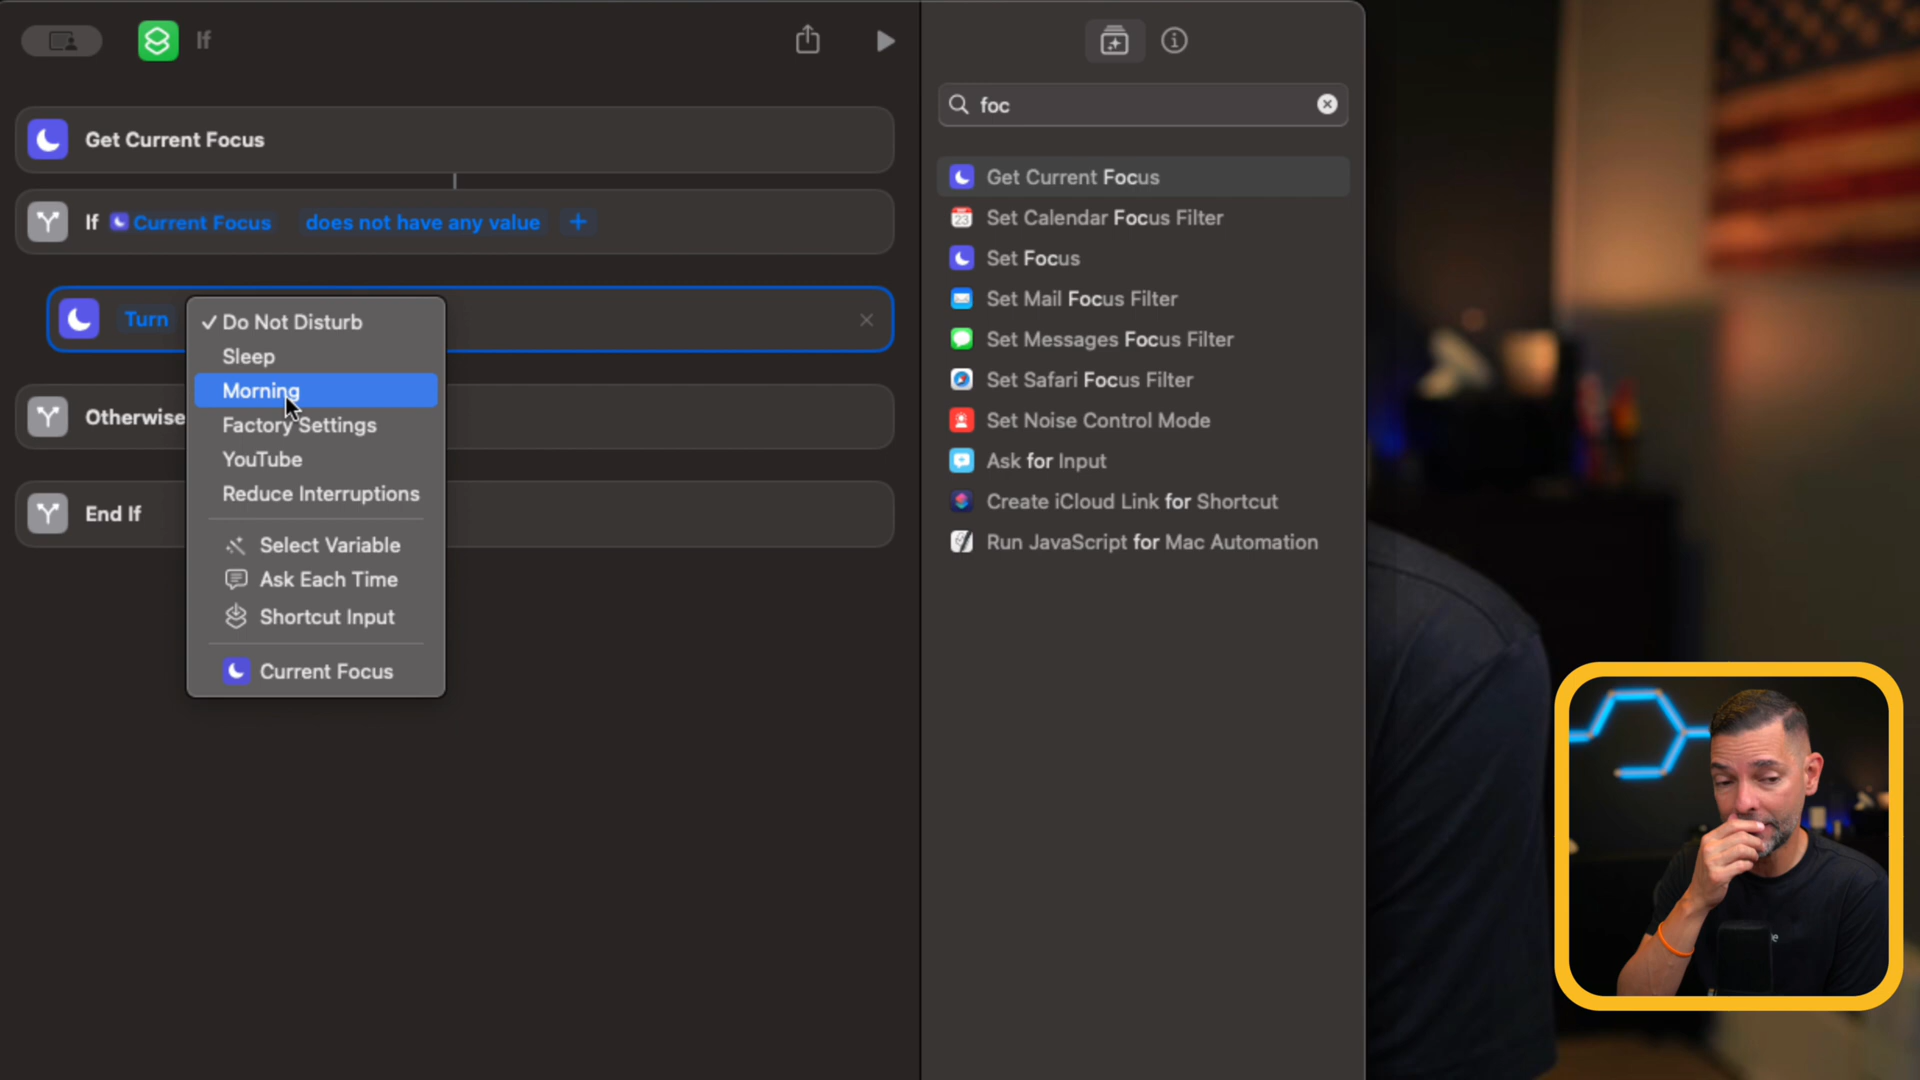 If
Get Current Focus
If Current Focus does not have any value +
Turn
✓ Do Not Disturb
Sleep
Morning
Factory Settings
YouTube
Reduce Interruptions
Select Variable
Ask Each Time
Shortcut Input
Current Focus
Otherwise
End If
foc
Get Current Focus
23
Set Calendar Focus Filter
Set Focus
Set Mail Focus Filter
Set Messages Focus Filter
Set Safari Focus Filter
Set Noise Control Mode
Ask for Input
Create iCloud Link for Shortcut
Run JavaScript for Mac Automation